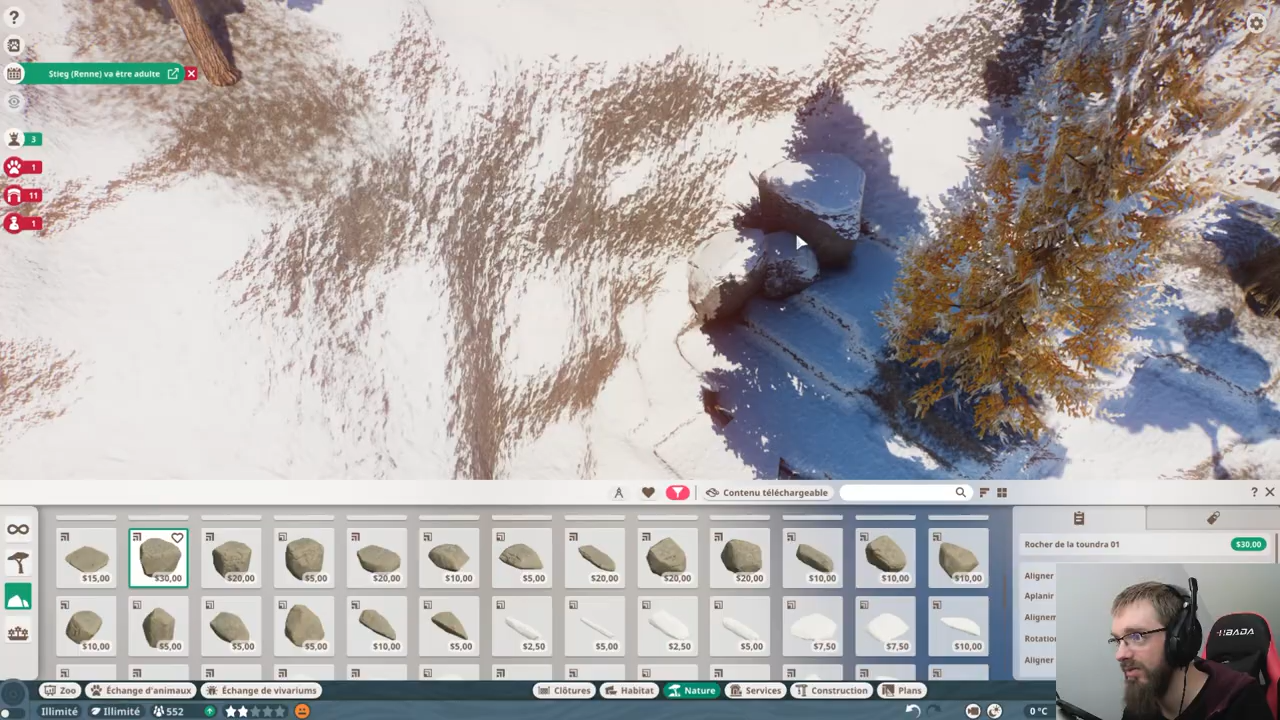 ?
Stieg (Renne) va être adulte
3
1
11
1
Contenu téléchargeable
?
$15,00 $30,00 $20,00 $5,00 $20,00 $10,00 $5,00 $20,00 $20,00 $20,00 $10,00 $10,00 $10,00
$10,00 $5,00 $5,00 $5,00 $10,00 $5,00 $2,50 $5,00 $2,50 $5,00 $7,50 $7,50 $10,00
Rocher de la toundra 01 $30,00
Aligner
Aplanir
Alignem
Rotatio
Aligner
HBADA
Zoo Échange d'animaux Échange de vivariums Clôtures Habitat Nature Services Construction Plans
Illimité Illimité 552 0 °C